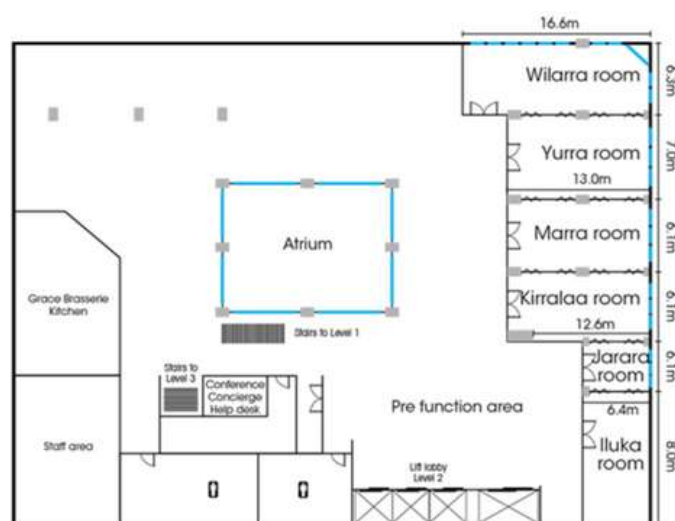 16.6m
Wilarra room
6.3m
Yurra room
7.0m
13.0m
Marra room
6.1m
Atrium
Kirralaa room
6.1m
Grace Brasserie
Kitchen
Stairs to Level 1
12.6m
Jarara
room
6.1m
Stairs to
Level 3
Conference
Concierge
Help desk
Pre function area
6.4m
Staff area
Iluka
room
8.0m
Lift lobby
Level 2